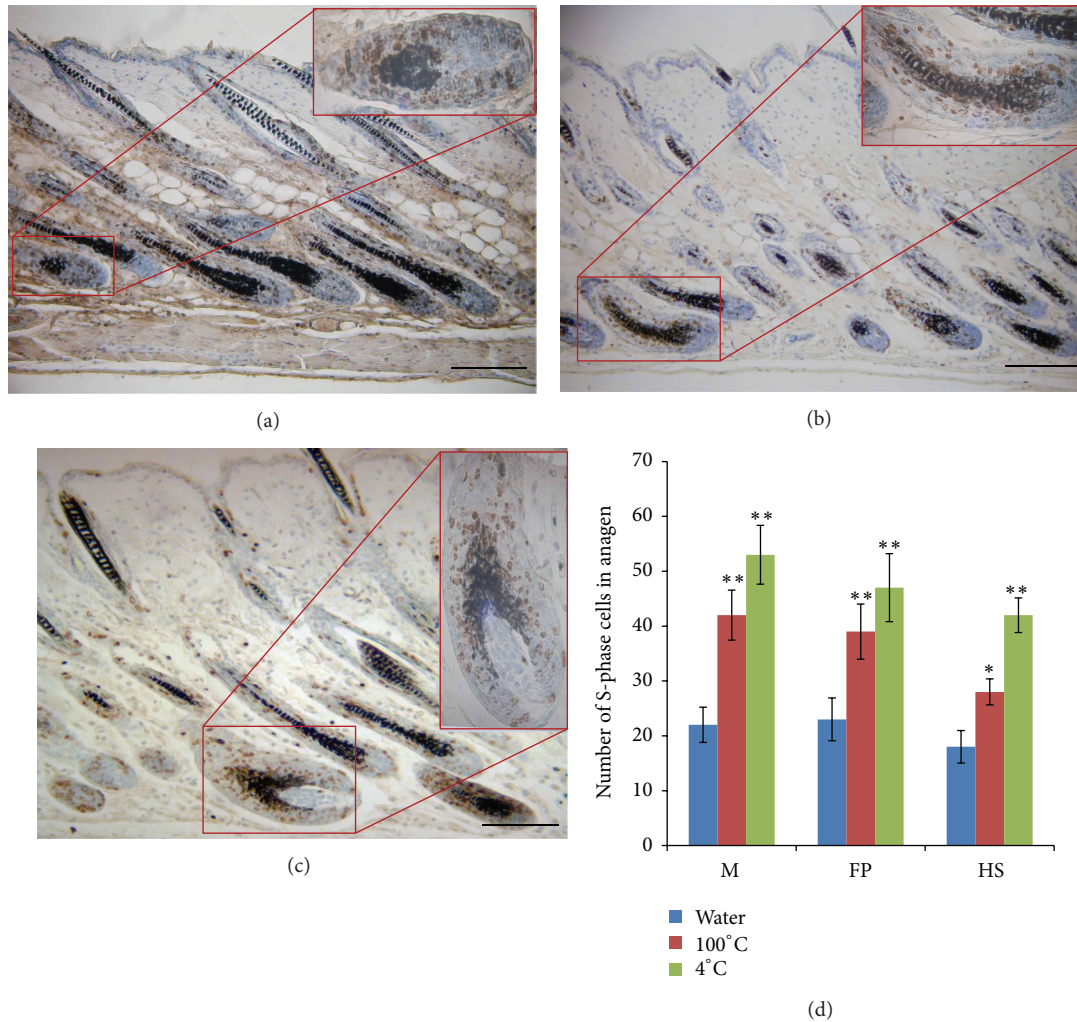 (a)
(b)
(c)
Number of S-phase cells in anagen
70
60
50
40
30
20
10
0
**
**
**
**
*
**
M
FP
HS
Water
100°C
4°C
(d)